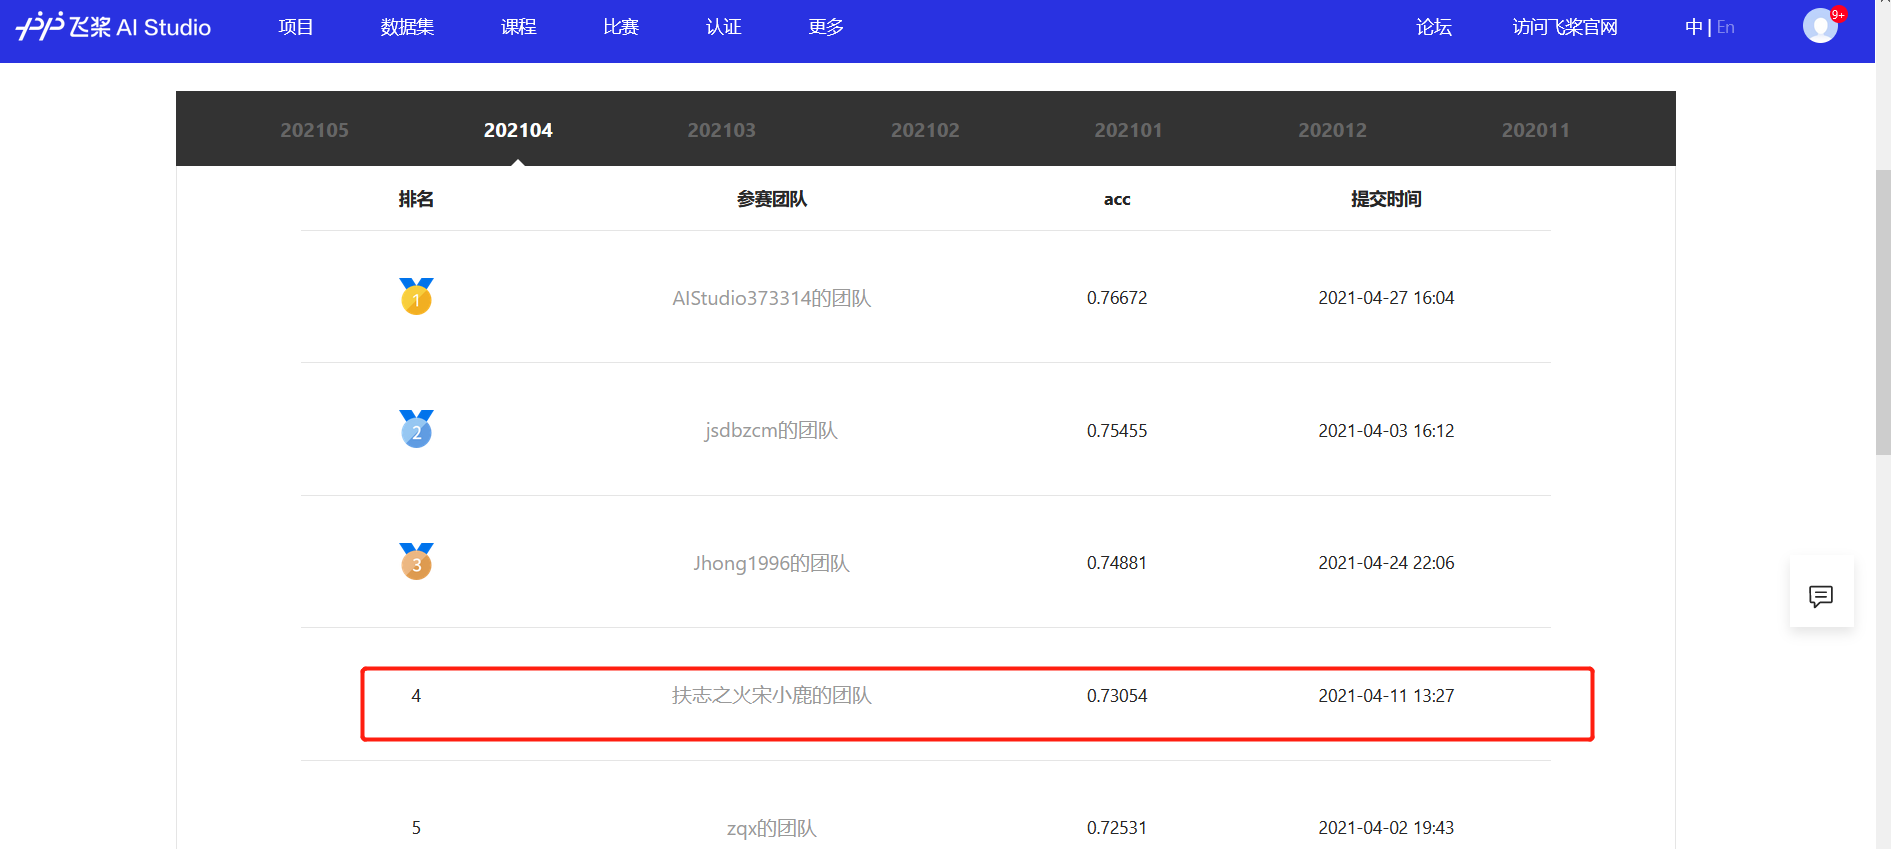 飞桨 AI Studio 项目 数据集 课程 比赛 认证 更多 论坛 访问飞桨官网 中 | En 9+
202105 202104 202103 202102 202101 202012 202011
排名 参赛团队 acc 提交时间
1 AIStudio373314的团队 0.76672 2021-04-27 16:04
2 jsdbzcm的团队 0.75455 2021-04-03 16:12
3 Jhong1996的团队 0.74881 2021-04-24 22:06
4 扶志之火宋小鹿的团队 0.73054 2021-04-11 13:27
5 zqx的团队 0.72531 2021-04-02 19:43